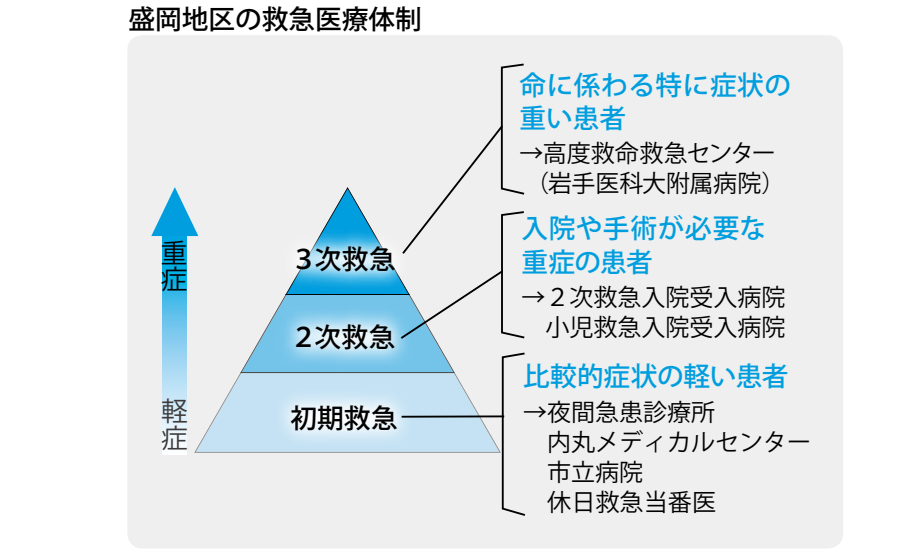 盛岡地区の救急医療体制
命に係わる特に症状の
重い患者
→高度救命救急センター
（岩手医科大附属病院）
重症
3次救急
入院や手術が必要な
重症の患者
→2次救急入院受入病院
小児救急入院受入病院
2次救急
比較的症状の軽い患者
→夜間急患診療所
内丸メディカルセンター
市立病院
休日救急当番医
軽症
初期救急